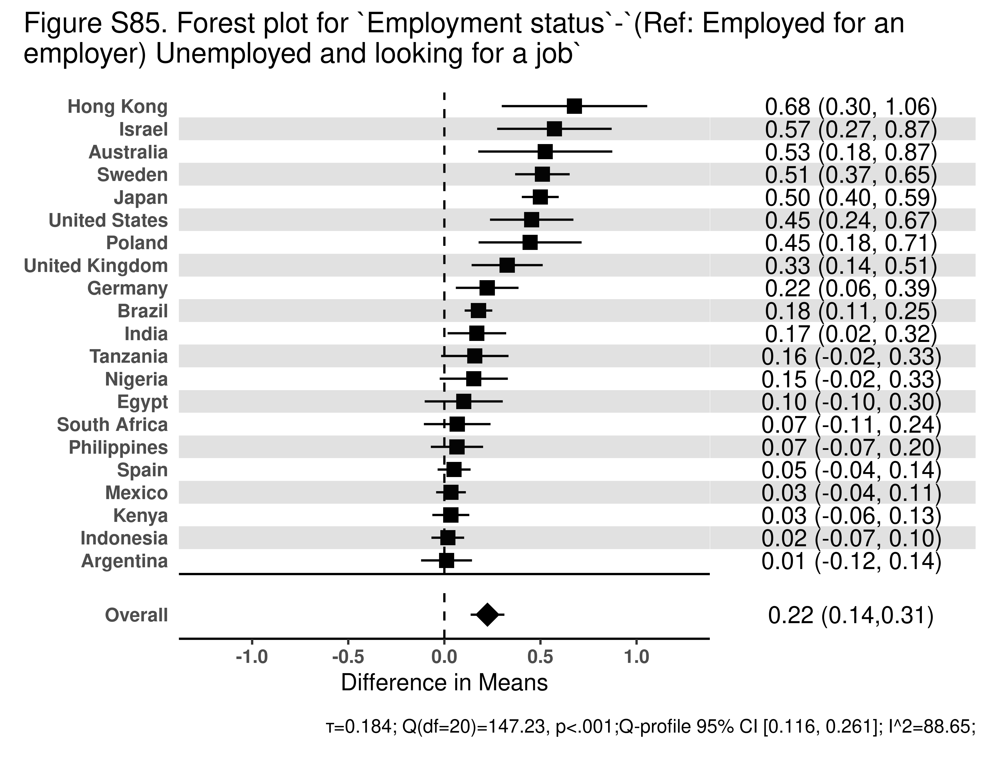 Figure S85. Forest plot for `Employment status`-`(Ref: Employed for an
employer) Unemployed and looking for a job`
Hong Kong 0.68 (0.30, 1.06)
Israel 0.57 (0.27, 0.87)
Australia 0.53 (0.18, 0.87)
Sweden 0.51 (0.37, 0.65)
Japan 0.50 (0.40, 0.59)
United States 0.45 (0.24, 0.67)
Poland 0.45 (0.18, 0.71)
United Kingdom 0.33 (0.14, 0.51)
Germany 0.22 (0.06, 0.39)
Brazil 0.18 (0.11, 0.25)
India 0.17 (0.02, 0.32)
Tanzania 0.16 (-0.02, 0.33)
Nigeria 0.15 (-0.02, 0.33)
Egypt 0.10 (-0.10, 0.30)
South Africa 0.07 (-0.11, 0.24)
Philippines 0.07 (-0.07, 0.20)
Spain 0.05 (-0.04, 0.14)
Mexico 0.03 (-0.04, 0.11)
Kenya 0.03 (-0.06, 0.13)
Indonesia 0.02 (-0.07, 0.10)
Argentina 0.01 (-0.12, 0.14)
Overall 0.22 (0.14,0.31)
-1.0 -0.5 0.0 0.5 1.0
Difference in Means
τ=0.184; Q(df=20)=147.23, p<.001;Q-profile 95% CI [0.116, 0.261]; I^2=88.65;